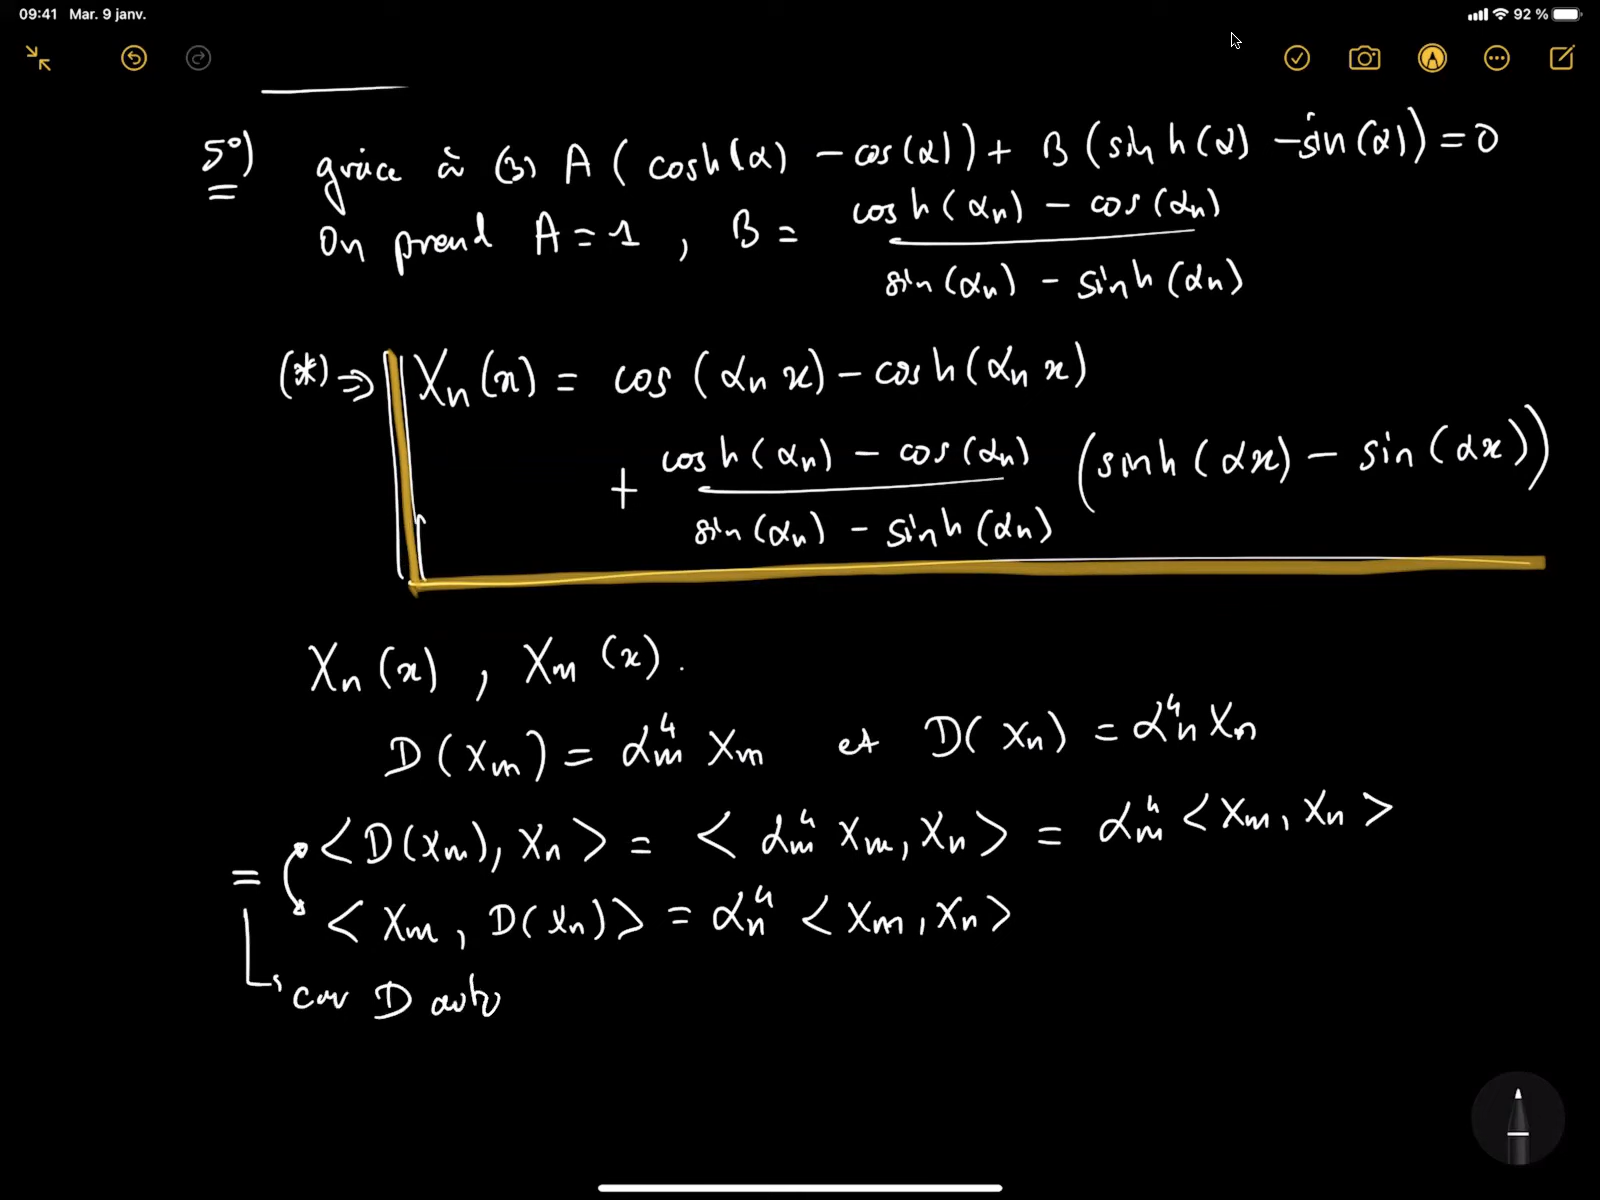 09:41 Mar. 9 janv. 92 %
5°) grâce à (3) A ( cosh(α) − cos(α) ) + B ( sinh(α) − sin(α) ) = 0
On prend A = 1 , B = (cosh(αn) − cos(αn)) / (sin(αn) − sinh(αn))
(*) ⇒ Xn(x) = cos(αn x) − cosh(αn x)
+ (cosh(αn) − cos(αn)) / (sin(αn) − sinh(αn)) (sinh(αx) − sin(αx))
Xn(x) , Xm(x).
D(Xm) = αm⁴ Xm et D(Xn) = αn⁴ Xn
<D(Xm), Xn> = <αm⁴ Xm, Xn> = αm⁴ <Xm, Xn>
=
<Xm, D(Xn)> = αn⁴ <Xm, Xn>
car D auto